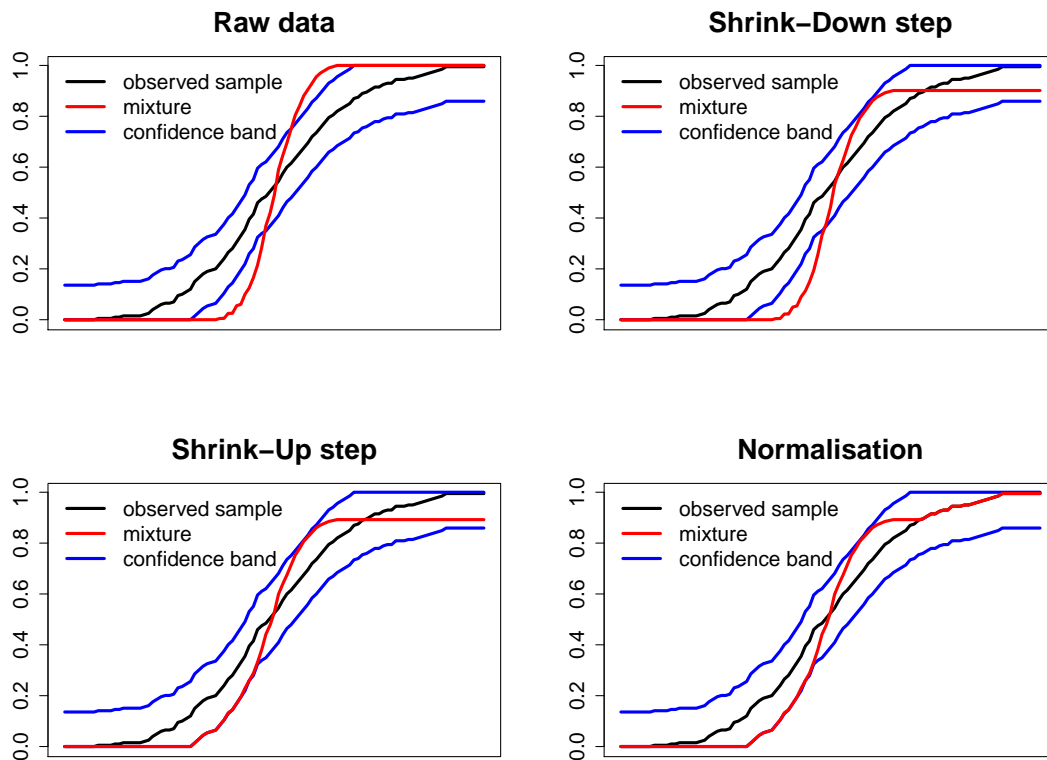 Raw data
1.0
0.8
0.6
0.4
0.2
0.0
observed sample
mixture
confidence band
Shrink−Down step
1.0
0.8
0.6
0.4
0.2
0.0
observed sample
mixture
confidence band
Shrink−Up step
1.0
0.8
0.6
0.4
0.2
0.0
observed sample
mixture
confidence band
Normalisation
1.0
0.8
0.6
0.4
0.2
0.0
observed sample
mixture
confidence band